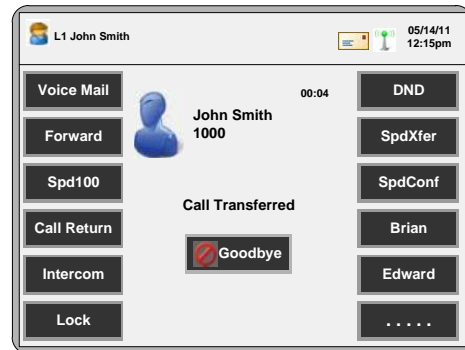 L1 John Smith
05/14/11
12:15pm
Voice Mail
Forward
Spd100
Call Return
Intercom
Lock
00:04
John Smith
1000
Call Transferred
Goodbye
DND
SpdXfer
SpdConf
Brian
Edward
.....